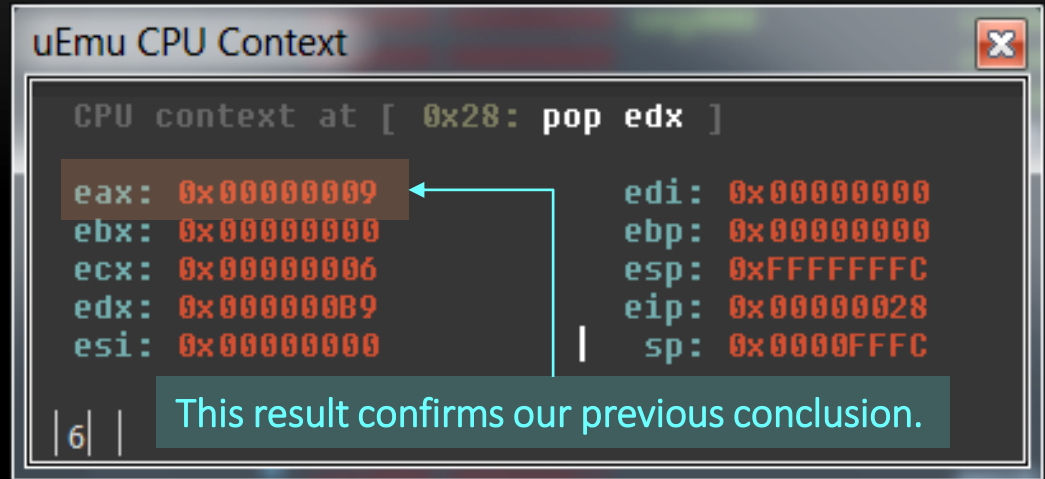 uEmu CPU Context
CPU context at [ 0x28: pop edx ]
eax: 0x00000009 edi: 0x00000000
ebx: 0x00000000 ebp: 0x00000000
ecx: 0x00000006 esp: 0xFFFFFFFC
edx: 0x000000B9 eip: 0x00000028
esi: 0x00000000 sp: 0x0000FFFC
This result confirms our previous conclusion.
6